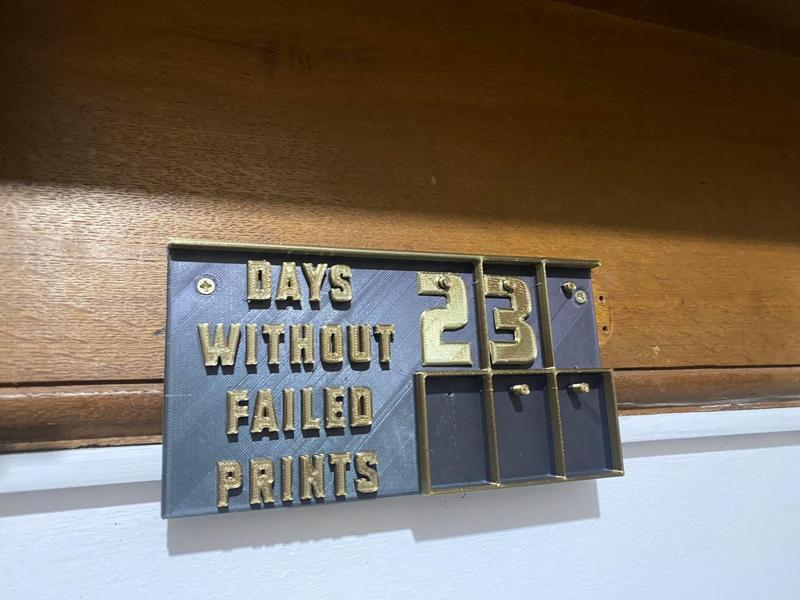 DAYS
WITHOUT
FAILED
PRINTS
23